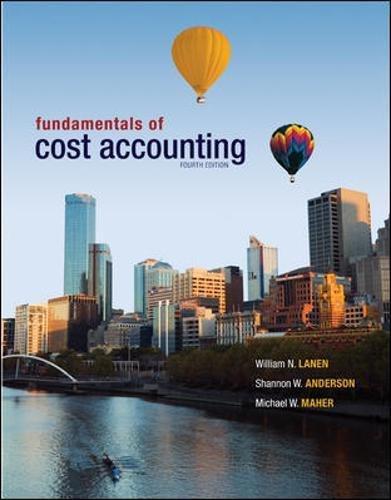 fundamentals of
cost accounting
FOURTH EDITION
William N. LANEN
Shannon W. ANDERSON
Michael W. MAHER